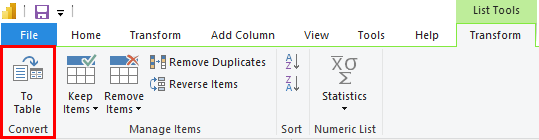 List Tools
File Home Transform Add Column View Tools Help Transform
To Table
Keep Items
Remove Items
Remove Duplicates
Reverse Items
A Z
Z A
X̄σ Σ
Statistics
Convert Manage Items Sort Numeric List